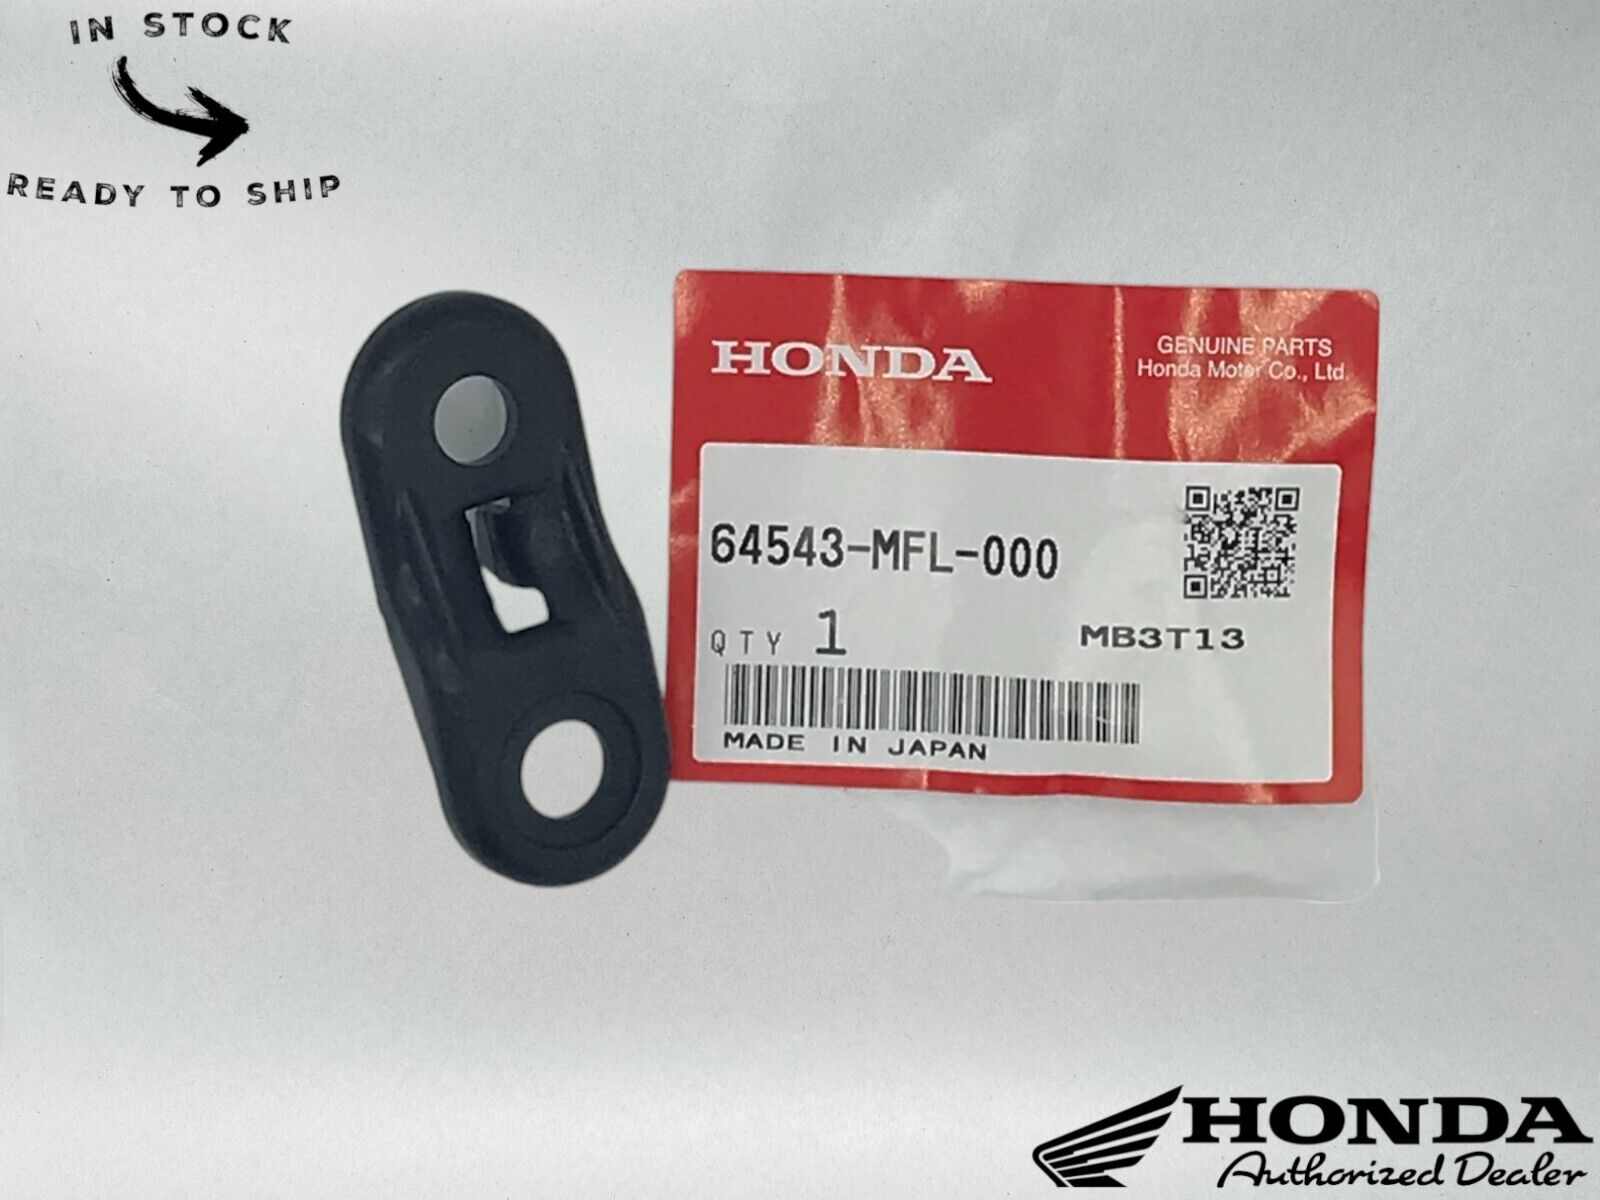 IN STOCK
READY TO SHIP
HONDA
GENUINE PARTS
Honda Motor Co., Ltd.
64543-MFL-000
QTY 1
MB3T13
MADE IN JAPAN
HONDA
Authorized Dealer